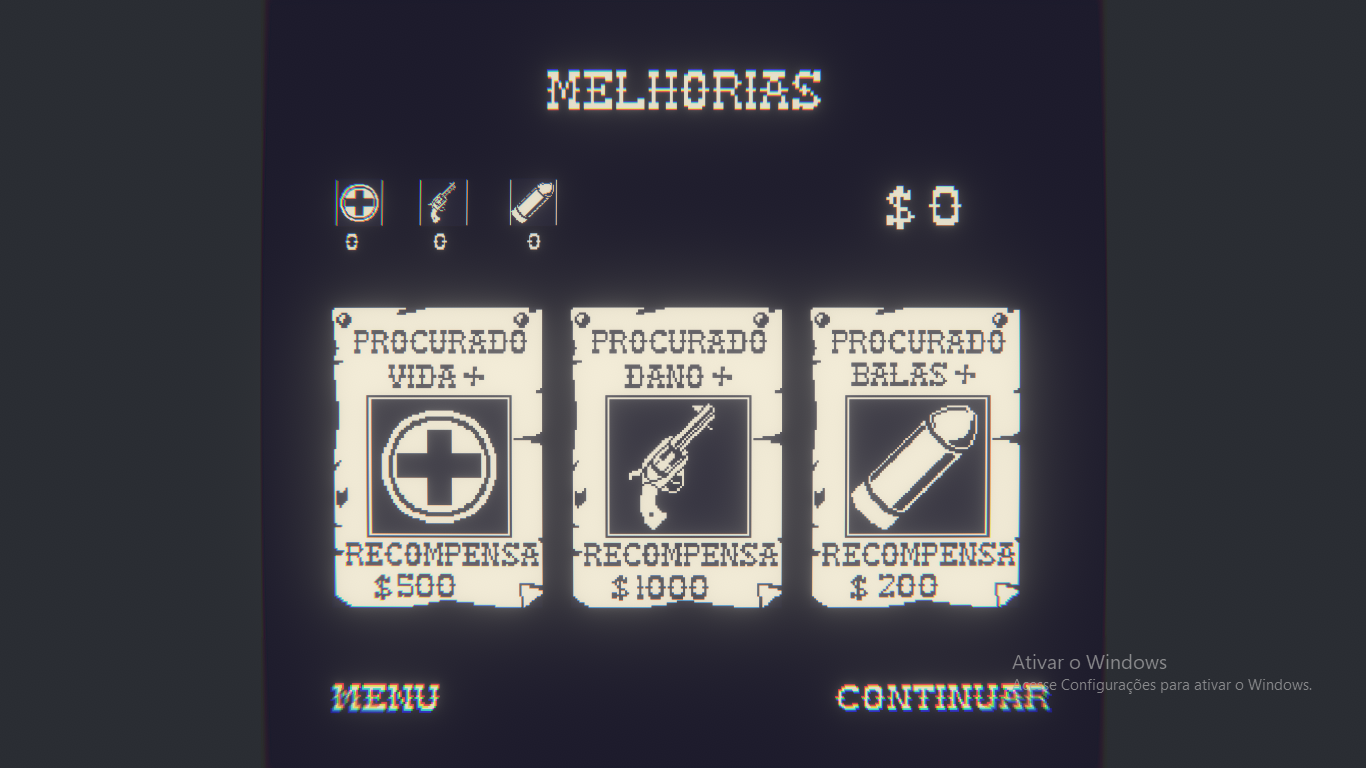 MELHORIAS
$0
0 0 0
PROCURADO
VIDA+
RECOMPENSA
$500
PROCURADO
DANO+
RECOMPENSA
$1000
PROCURADO
BALAS+
RECOMPENSA
$200
Ativar o Windows
Acesse Configurações para ativar o Windows.
MENU
CONTINUAR